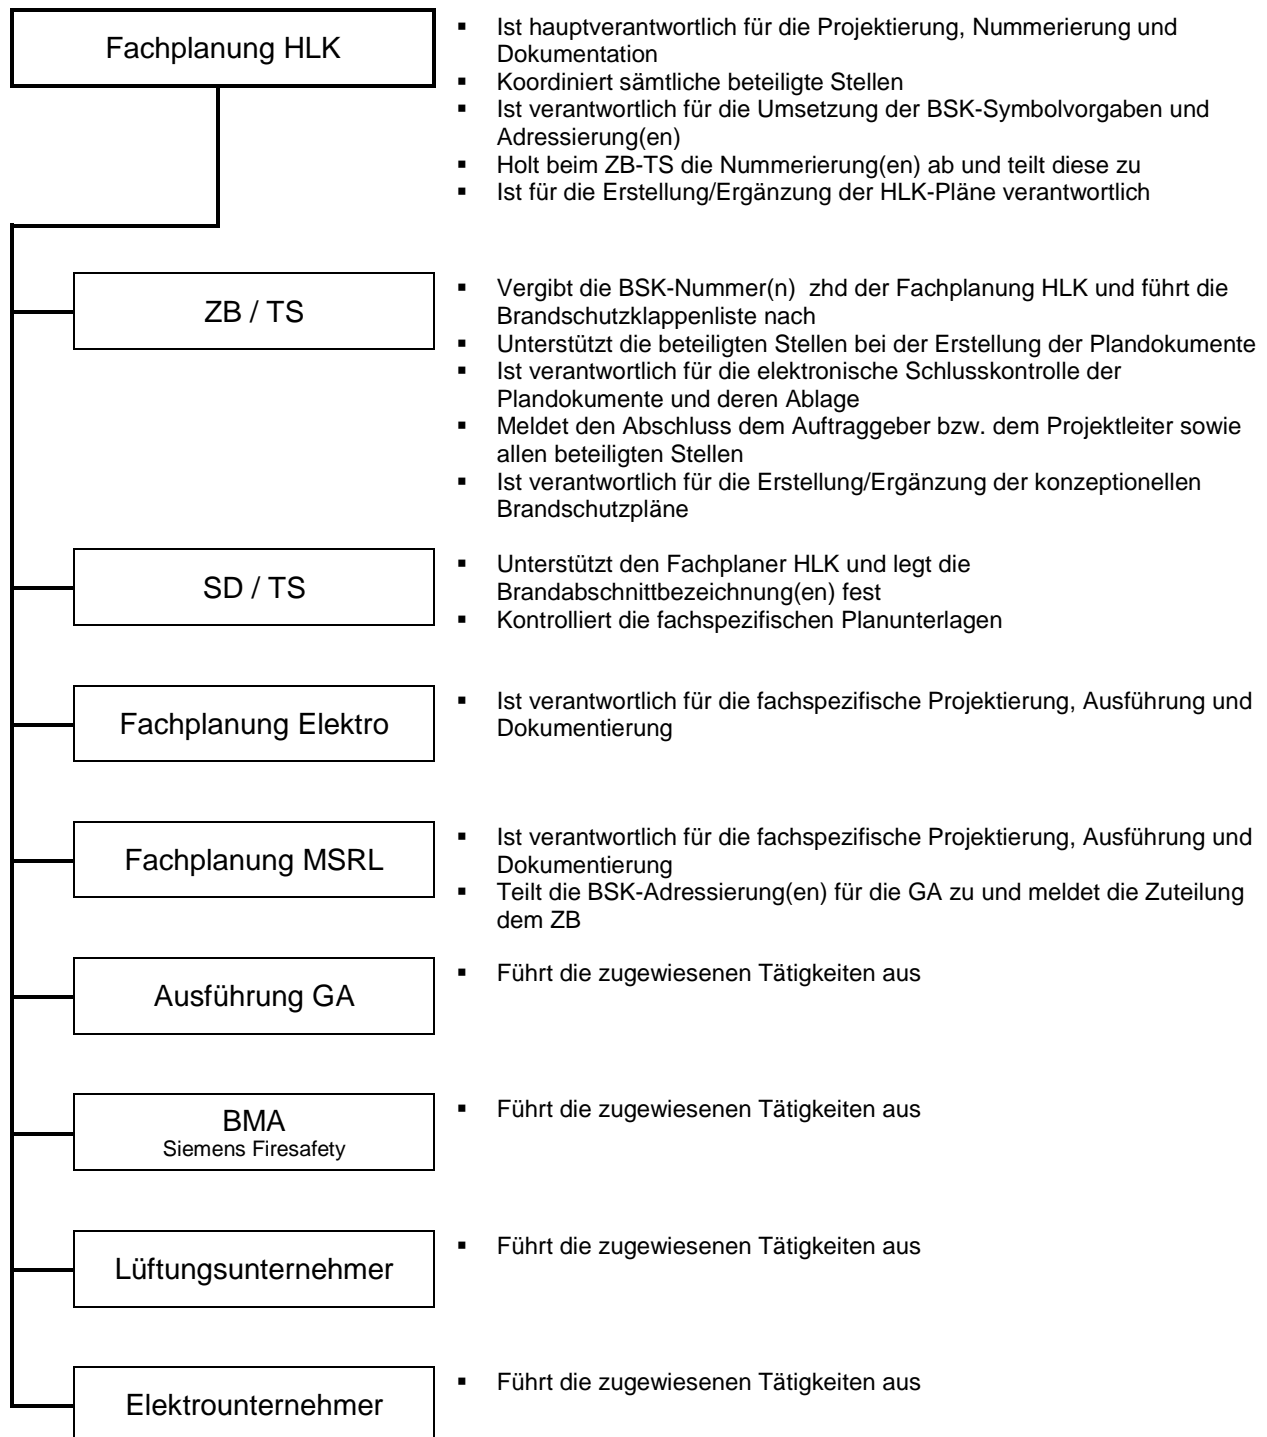 Fachplanung HLK
▪ Ist hauptverantwortlich für die Projektierung, Nummerierung und
Dokumentation
▪ Koordiniert sämtliche beteiligte Stellen
▪ Ist verantwortlich für die Umsetzung der BSK-Symbolvorgaben und
Adressierung(en)
▪ Holt beim ZB-TS die Nummerierung(en) ab und teilt diese zu
▪ Ist für die Erstellung/Ergänzung der HLK-Pläne verantwortlich
ZB / TS
▪ Vergibt die BSK-Nummer(n)  zhd der Fachplanung HLK und führt die
Brandschutzklappenliste nach
▪ Unterstützt die beteiligten Stellen bei der Erstellung der Plandokumente
▪ Ist verantwortlich für die elektronische Schlusskontrolle der
Plandokumente und deren Ablage
▪ Meldet den Abschluss dem Auftraggeber bzw. dem Projektleiter sowie
allen beteiligten Stellen
▪ Ist verantwortlich für die Erstellung/Ergänzung der konzeptionellen
Brandschutzpläne
SD / TS
▪ Unterstützt den Fachplaner HLK und legt die
Brandabschnittbezeichnung(en) fest
▪ Kontrolliert die fachspezifischen Planunterlagen
Fachplanung Elektro
▪ Ist verantwortlich für die fachspezifische Projektierung, Ausführung und
Dokumentierung
Fachplanung MSRL
▪ Ist verantwortlich für die fachspezifische Projektierung, Ausführung und
Dokumentierung
▪ Teilt die BSK-Adressierung(en) für die GA zu und meldet die Zuteilung
dem ZB
Ausführung GA
▪ Führt die zugewiesenen Tätigkeiten aus
BMA
Siemens Firesafety
▪ Führt die zugewiesenen Tätigkeiten aus
Lüftungsunternehmer
▪ Führt die zugewiesenen Tätigkeiten aus
Elektrounternehmer
▪ Führt die zugewiesenen Tätigkeiten aus